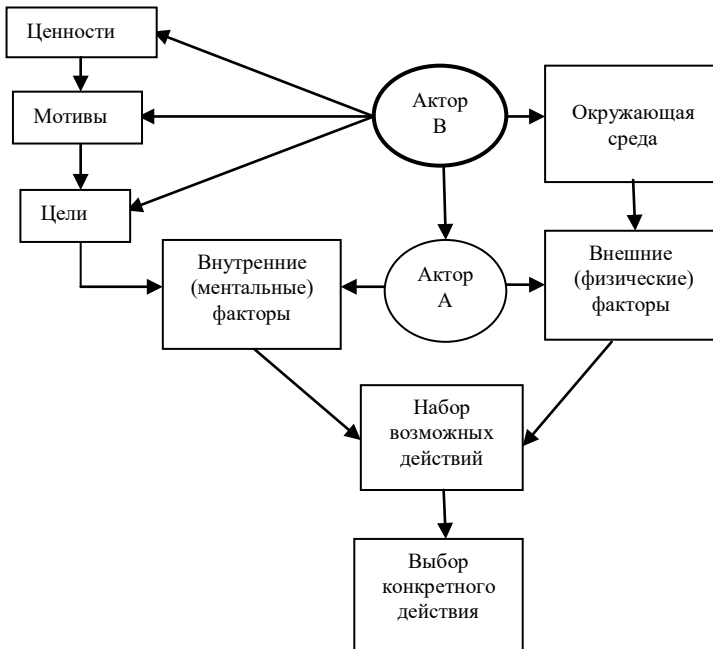 Ценности
Мотивы
Цели
Актор
В
Окружающая
среда
Внутренние
(ментальные)
факторы
Актор
А
Внешние
(физические)
факторы
Набор
возможных
действий
Выбор
конкретного
действия